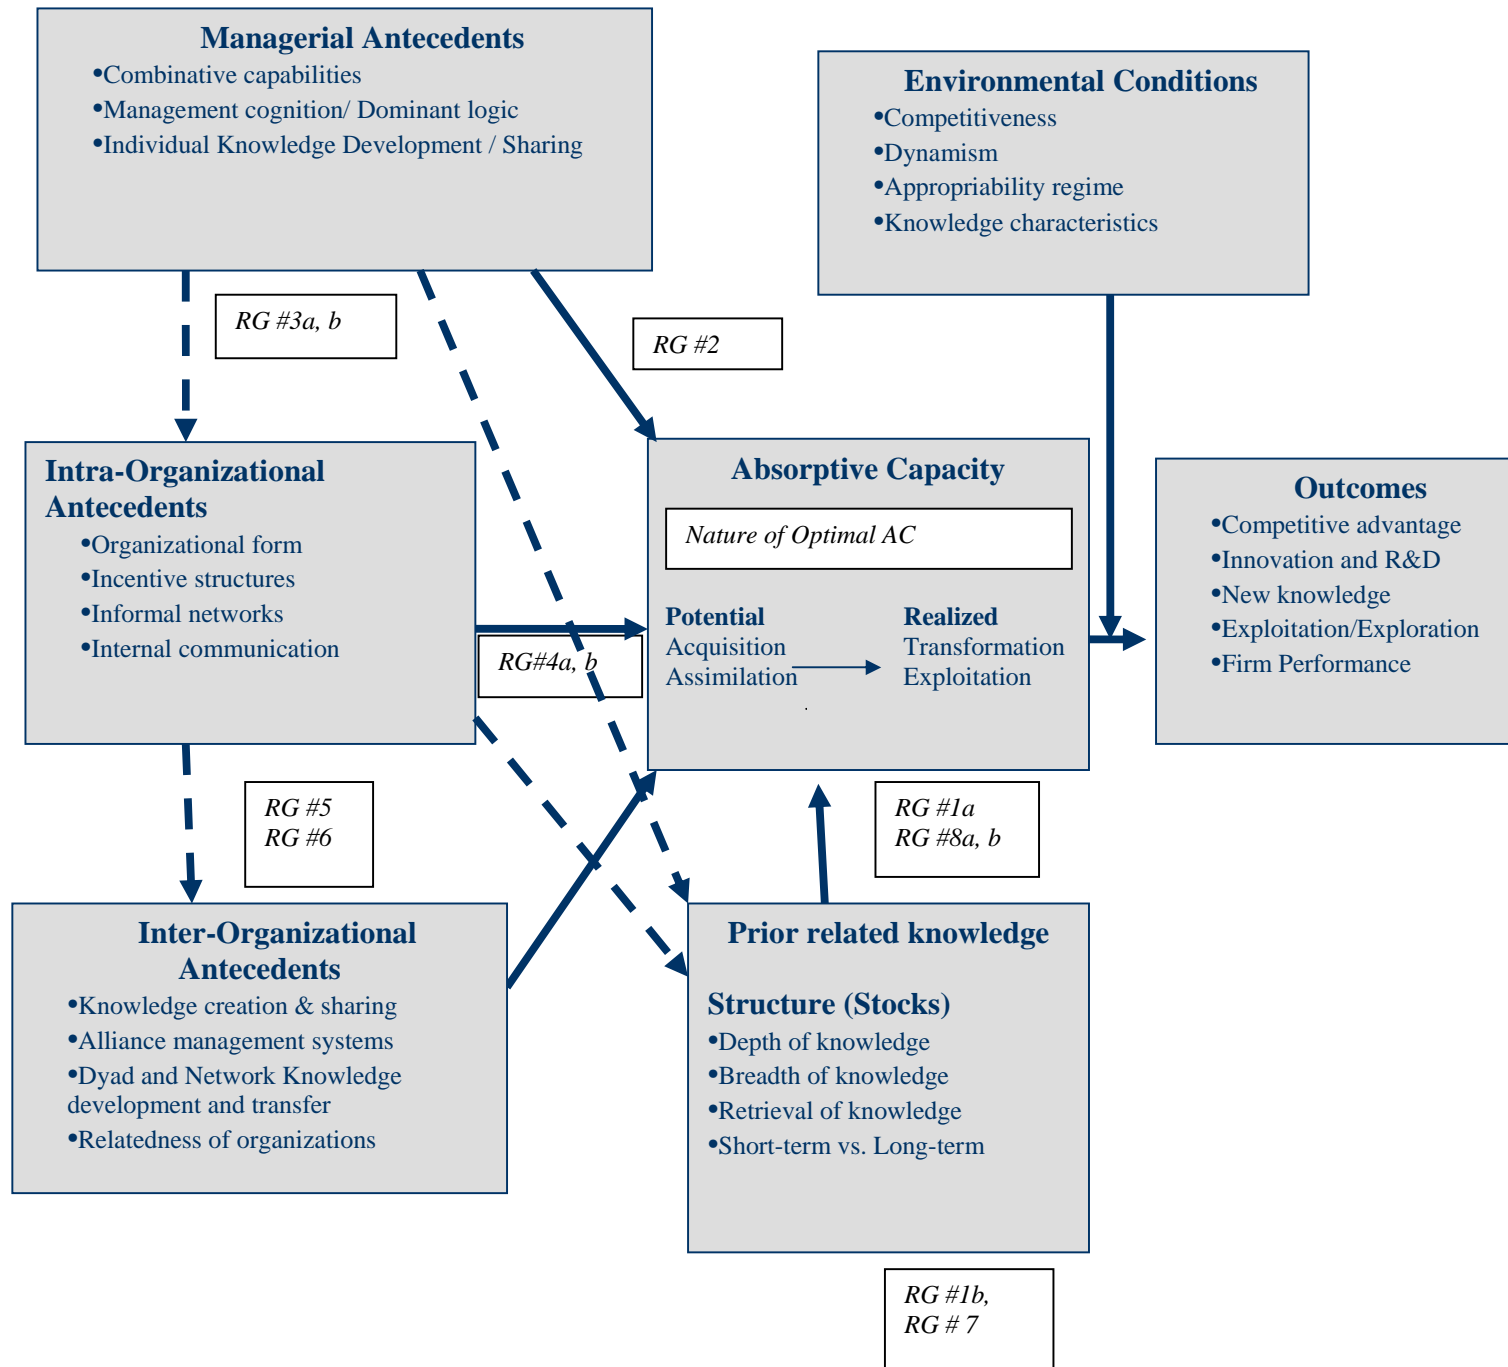 Managerial Antecedents
•Combinative capabilities
•Management cognition/ Dominant logic
•Individual Knowledge Development / Sharing
Environmental Conditions
•Competitiveness
•Dynamism
•Appropriability regime
•Knowledge characteristics
RG #3a, b
RG #2
Intra-Organizational
Antecedents
•Organizational form
•Incentive structures
•Informal networks
•Internal communication
RG#4a, b
Absorptive Capacity
Nature of Optimal AC
Potential
Acquisition
Assimilation
Realized
Transformation
Exploitation
.
Outcomes
•Competitive advantage
•Innovation and R&D
•New knowledge
•Exploitation/Exploration
•Firm Performance
RG #5
RG #6
RG #1a
RG #8a, b
Inter-Organizational
Antecedents
•Knowledge creation & sharing
•Alliance management systems
•Dyad and Network Knowledge
development and transfer
•Relatedness of organizations
Prior related knowledge
Structure (Stocks)
•Depth of knowledge
•Breadth of knowledge
•Retrieval of knowledge
•Short-term vs. Long-term
RG #1b,
RG # 7